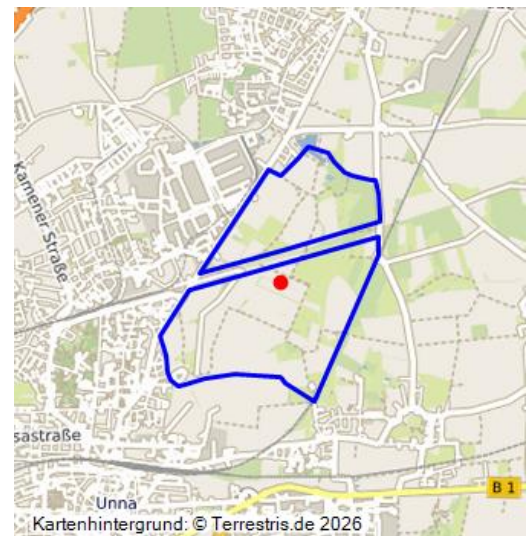 Kamener Straße
sastraße
B 1
Unna
Kartenhintergrund: © Terrestris.de 2026